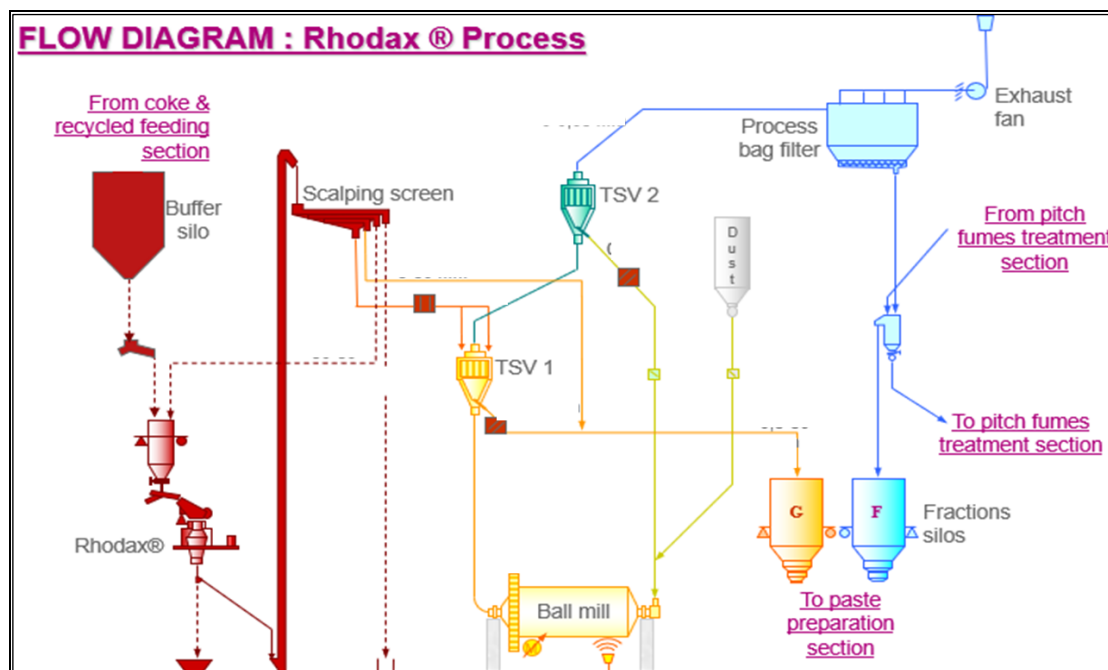 FLOW DIAGRAM : Rhodax ® Process
From coke &
recycled feeding
section
Buffer
silo
Scalping screen
TSV 2
Dust
Process
bag filter
Exhaust
fan
From pitch
fumes treatment
section
TSV 1
To pitch fumes
treatment section
Rhodax®
G
F
Fractions
silos
Ball mill
M
To paste
preparation
section